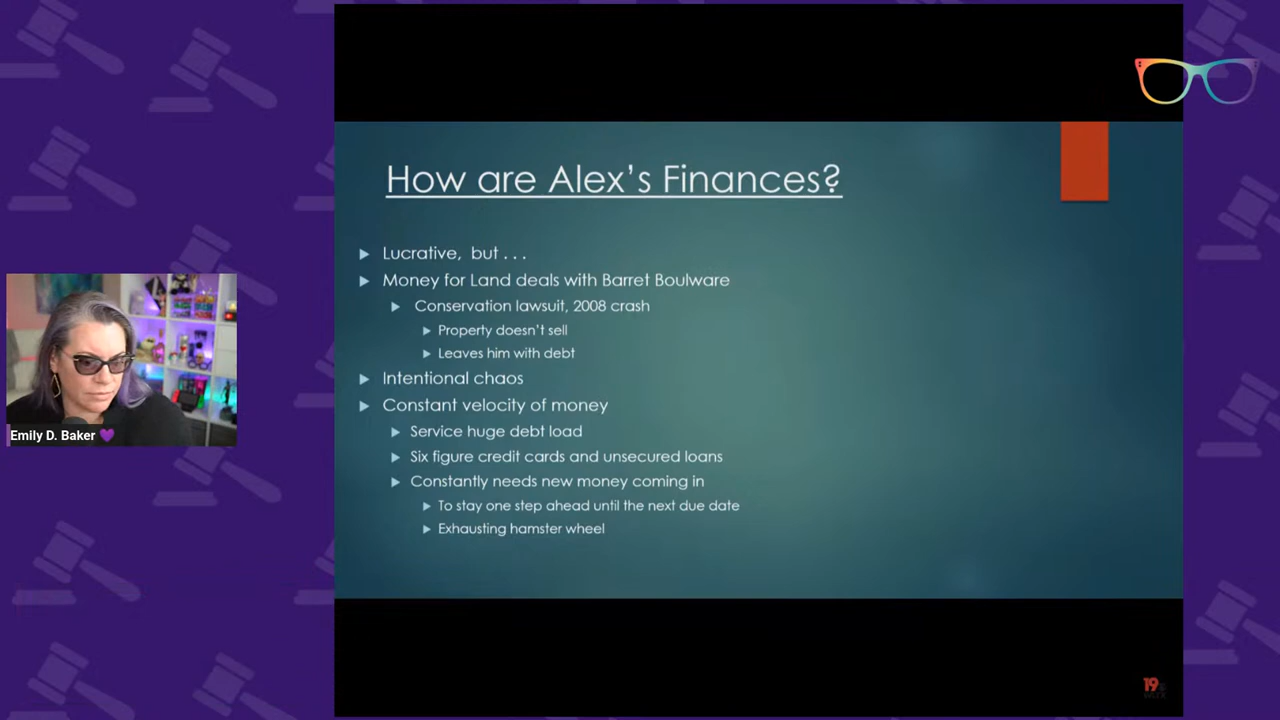 How are Alex's Finances?
Lucrative, but . . .
Money for Land deals with Barret Boulware
Conservation lawsuit, 2008 crash
Property doesn't sell
Leaves him with debt
Intentional chaos
Constant velocity of money
Service huge debt load
Six figure credit cards and unsecured loans
Constantly needs new money coming in
To stay one step ahead until the next due date
Exhausting hamster wheel
Emily D. Baker 💜
19